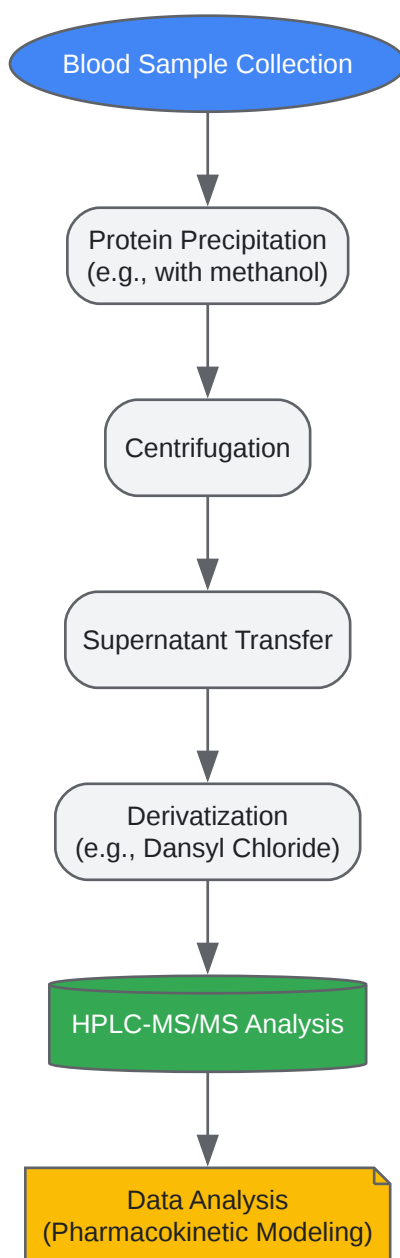 Blood Sample Collection
Protein Precipitation
(e.g., with methanol)
Centrifugation
Supernatant Transfer
Derivatization
(e.g., Dansyl Chloride)
HPLC-MS/MS Analysis
Data Analysis
(Pharmacokinetic Modeling)